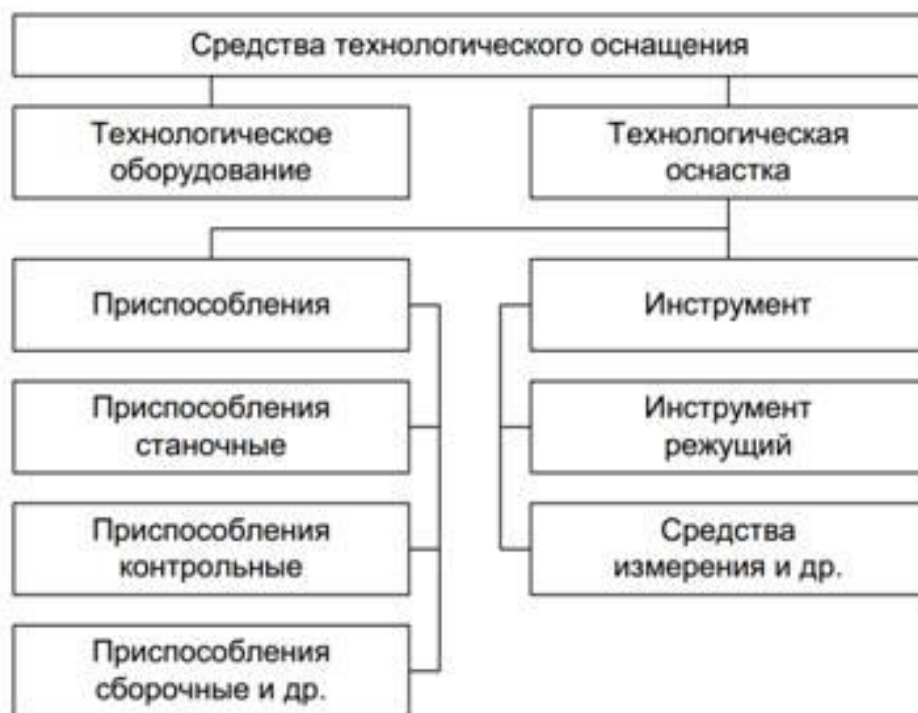 Средства технологического оснащения
Технологическое
оборудование
Технологическая
оснастка
Приспособления
Инструмент
Приспособления
станочные
Инструмент
режущий
Приспособления
контрольные
Средства
измерения и др.
Приспособления
сборочные и др.